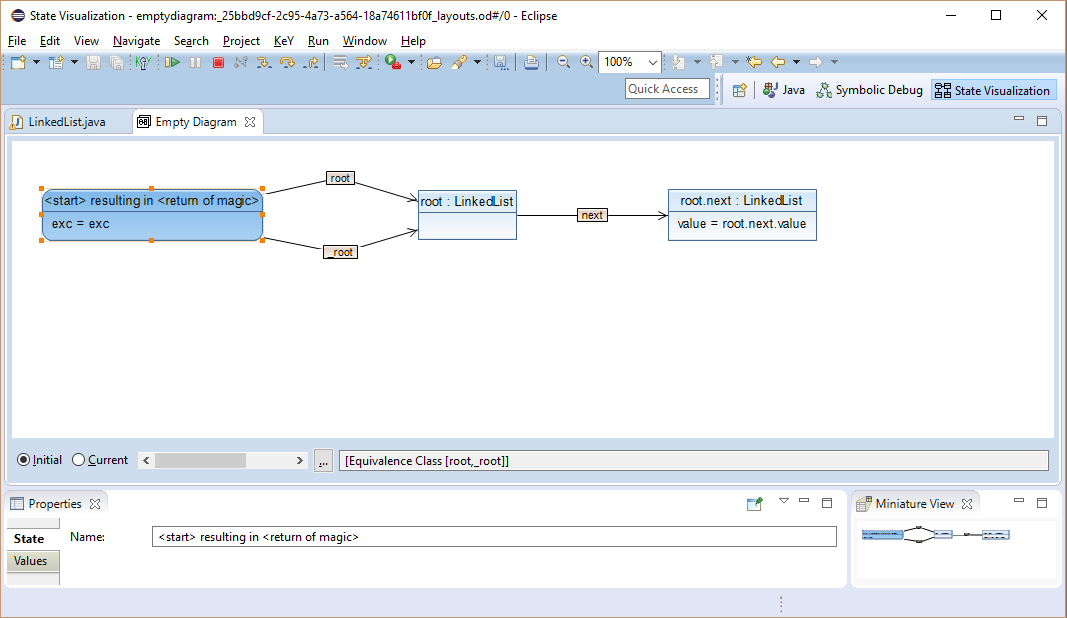 State Visualization - emptydiagram:_25bbd9cf-2c95-4a73-a564-18a74611bf0f_layouts.od#/0 - Eclipse
File Edit View Navigate Search Project KeY Run Window Help
100%
Quick Access Java Symbolic Debug State Visualization
LinkedList.java Empty Diagram
root
<start> resulting in <return of magic> root : LinkedList root.next : LinkedList
next
exc = exc value = root.next.value
_root
Initial Current ... [Equivalence Class [root,_root]]
Properties Miniature View
State Name: <start> resulting in <return of magic>
Values